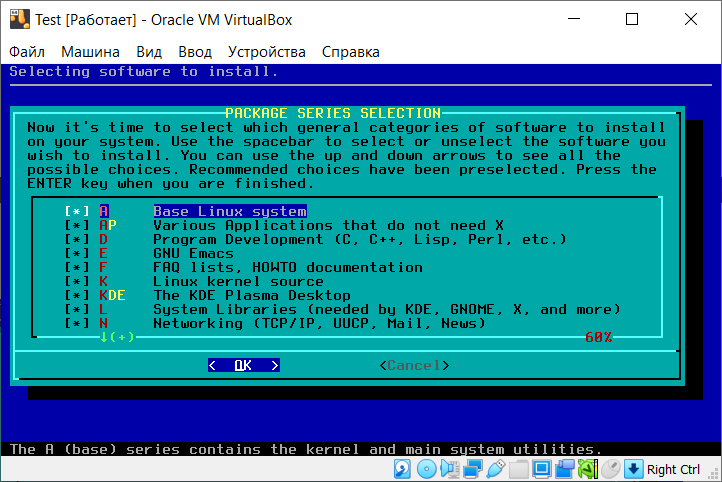 Test [Работает] - Oracle VM VirtualBox
Файл Машина Вид Ввод Устройства Справка
Selecting software to install.
PACKAGE SERIES SELECTION
Now it's time to select which general categories of software to install
on your system. Use the spacebar to select or unselect the software you
wish to install. You can use the up and down arrows to see all the
possible choices. Recommended choices have been preselected. Press the
ENTER key when you are finished.
[*] A Base Linux system
[*] AP Various Applications that do not need X
[*] D Program Development (C, C++, Lisp, Perl, etc.)
[*] E GNU Emacs
[*] F FAQ lists, HOWTO documentation
[*] K Linux kernel source
[*] KDE The KDE Plasma Desktop
[*] L System Libraries (needed by KDE, GNOME, X, and more)
[*] N Networking (TCP/IP, UUCP, Mail, News)
↓(+) 60%
< OK > <Cancel>
The A (base) series contains the kernel and main system utilities.
Right Ctrl